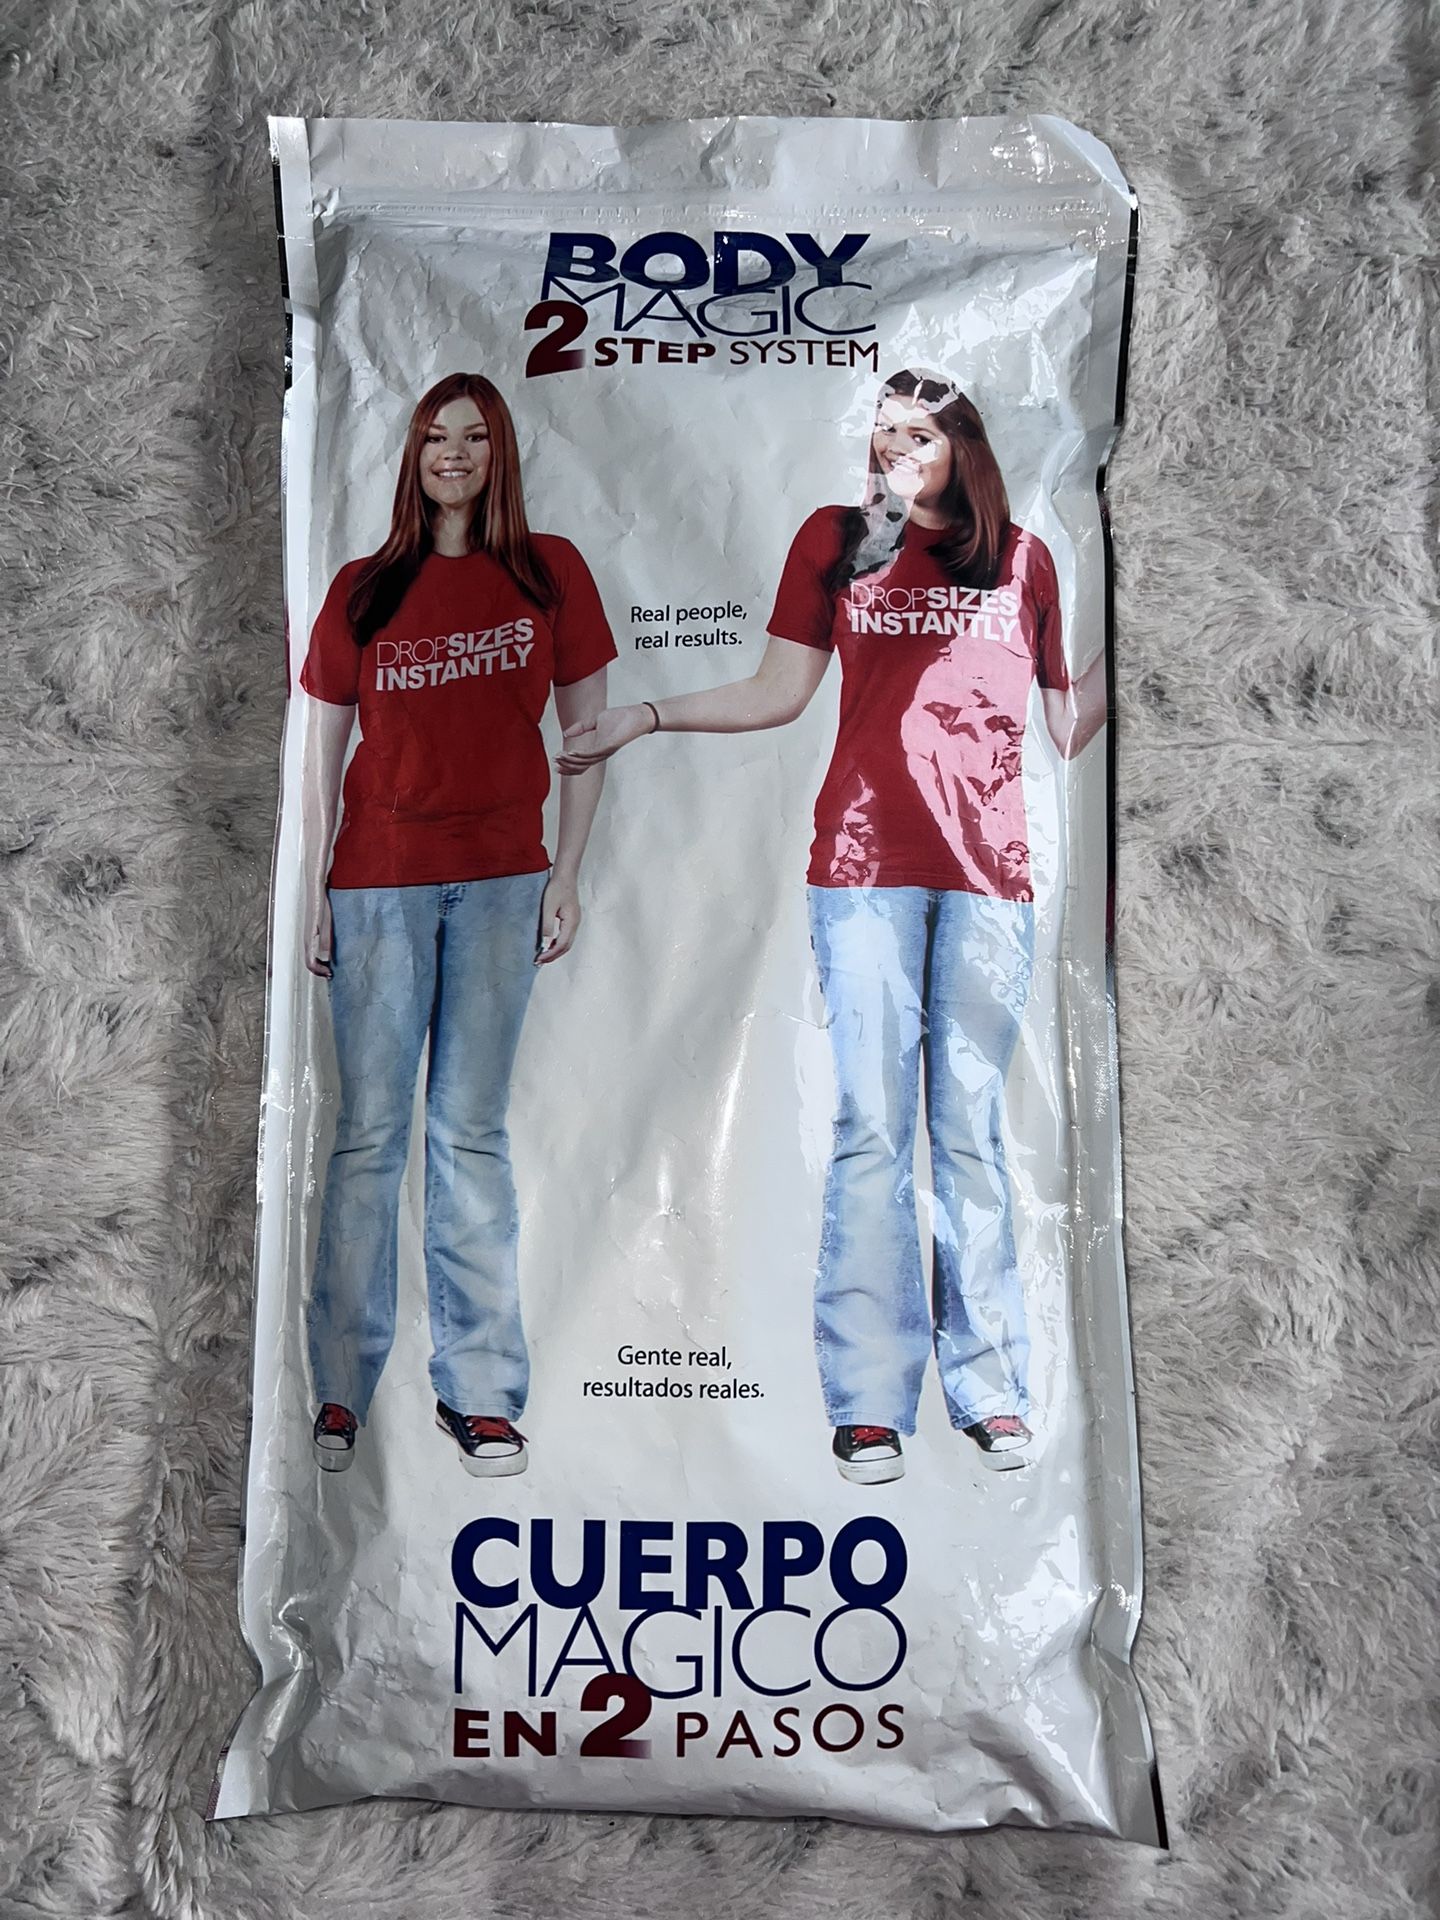 BODY
MAGIC
2 STEP SYSTEM
DROPSIZES
INSTANTLY
Real people,
real results.
DROPSIZES
INSTANTLY
Gente real,
resultados reales.
CUERPO
MAGICO
EN 2 PASOS